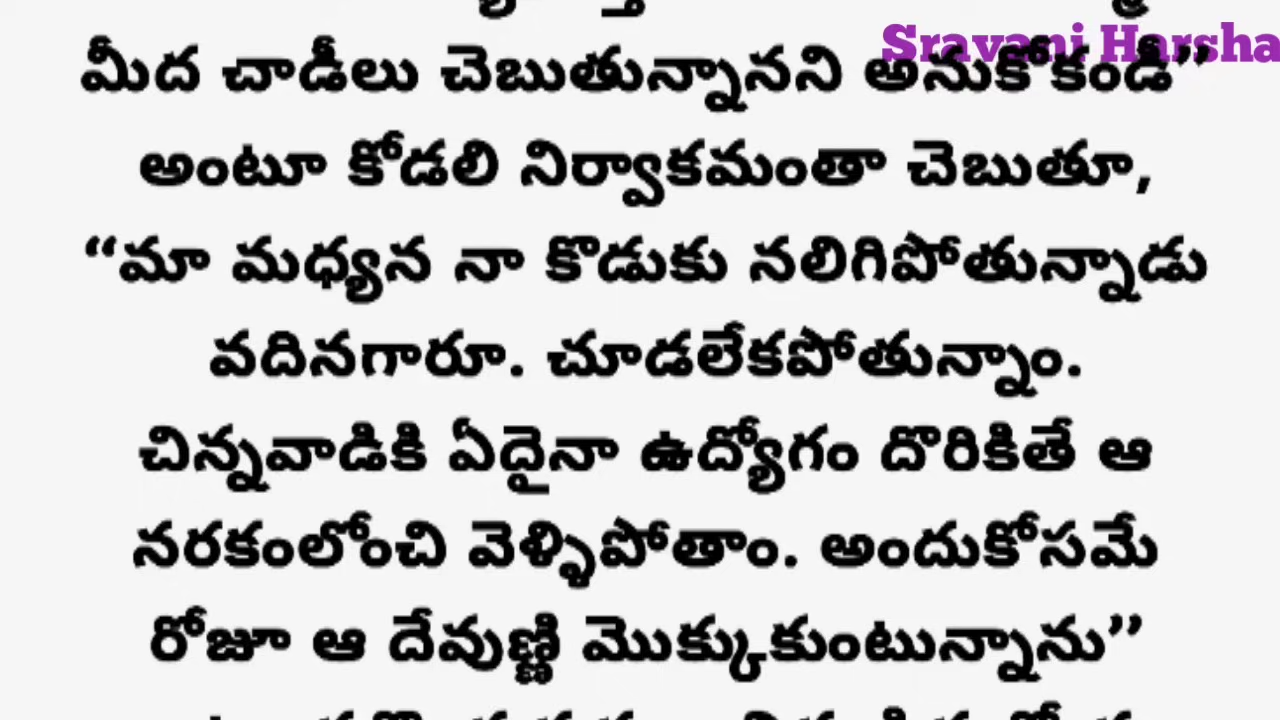 Sravani Harsha
మీద చాడీలు చెబుతున్నానని అనుకోకండి”
అంటూ కోడలి నిర్వాకమంతా చెబుతూ,
“మా మధ్యన నా కొడుకు నలిగిపోతున్నాడు
వదినగారూ. చూడలేకపోతున్నాం.
చిన్నవాడికి ఏదైనా ఉద్యోగం దొరికితే ఆ
నరకంలోంచి వెళ్ళిపోతాం. అందుకోసమే
రోజూ ఆ దేవుణ్ణి మొక్కుకుంటున్నాను”